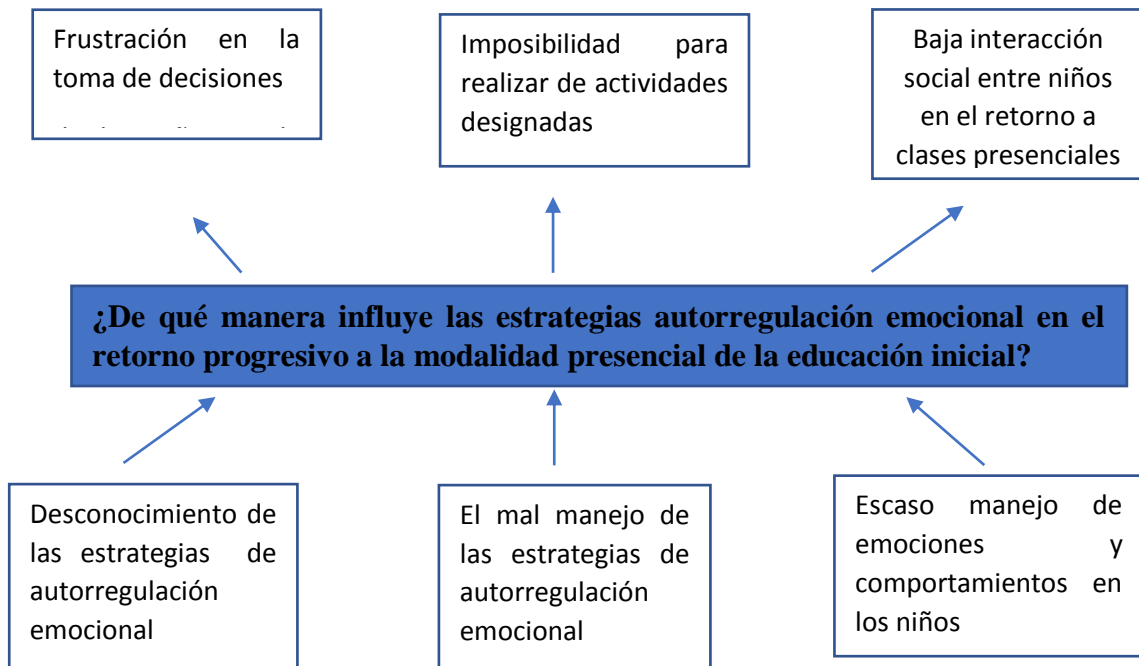 Frustración en la
toma de decisiones
Imposibilidad para
realizar de actividades
designadas
Baja interacción
social entre niños
en el retorno a
clases presenciales
¿De qué manera influye las estrategias autorregulación emocional en el
retorno progresivo a la modalidad presencial de la educación inicial?
Desconocimiento de
las estrategias de
autorregulación
emocional
El mal manejo de
las estrategias de
autorregulación
emocional
Escaso manejo de
emociones y
comportamientos en
los niños